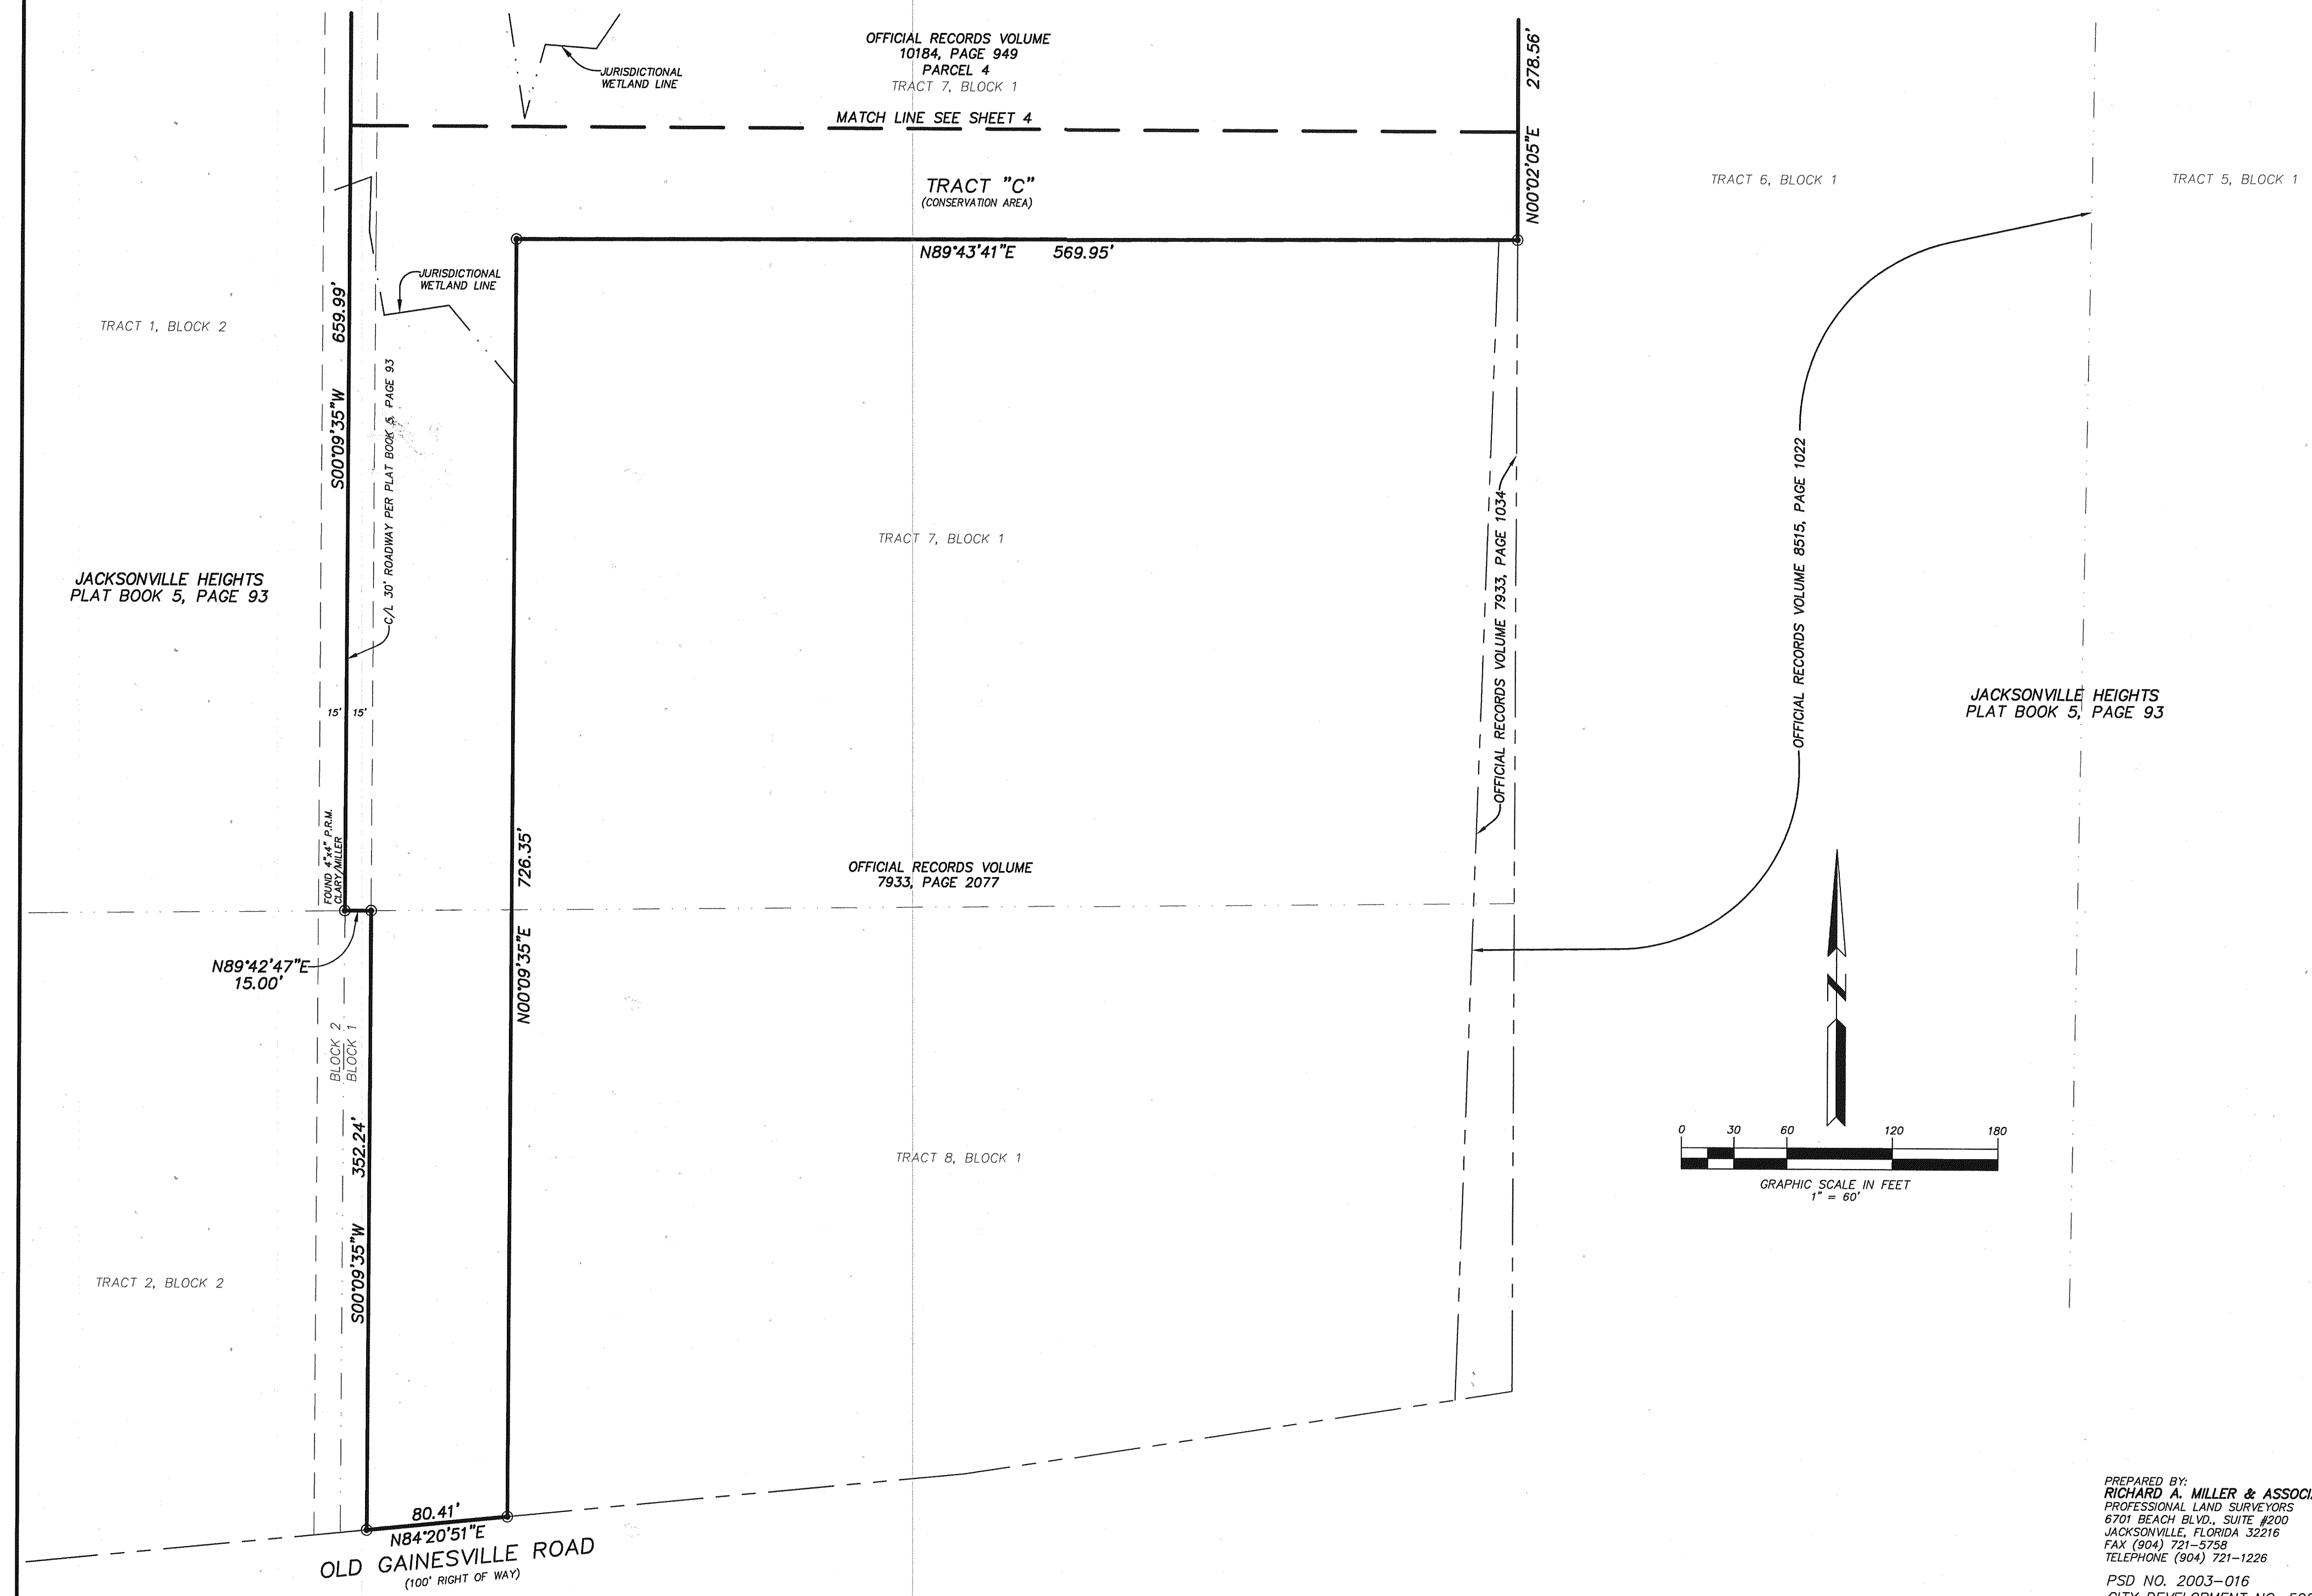 OFFICIAL RECORDS VOLUME
10184, PAGE 949
PARCEL 4
TRACT 7, BLOCK 1
278.56'
N00°02'05"E
JURISDICTIONAL
WETLAND LINE
MATCH LINE SEE SHEET 4
TRACT "C"
(CONSERVATION AREA)
TRACT 6, BLOCK 1
TRACT 5, BLOCK 1
N89°43'41"E 569.95'
JURISDICTIONAL
WETLAND LINE
TRACT 1, BLOCK 2
S00°09'35"W 659.99'
C/L 30' ROADWAY PER PLAT BOOK 5, PAGE 93
TRACT 7, BLOCK 1
OFFICIAL RECORDS VOLUME 7933, PAGE 1034
OFFICIAL RECORDS VOLUME 8515, PAGE 1022
JACKSONVILLE HEIGHTS
PLAT BOOK 5, PAGE 93
JACKSONVILLE HEIGHTS
PLAT BOOK 5, PAGE 93
15' 15'
FOUND 4"x4" P.R.M.
CLARY/MILLER
N00°09'35"E 726.35'
OFFICIAL RECORDS VOLUME
7933, PAGE 2077
N89°42'47"E
15.00'
BLOCK 2
BLOCK 1
N
S00°09'35"W 352.24'
TRACT 8, BLOCK 1
0 30 60 120 180
GRAPHIC SCALE IN FEET
1" = 60'
TRACT 2, BLOCK 2
80.41'
N84°20'51"E
OLD GAINESVILLE ROAD
(100' RIGHT OF WAY)
PREPARED BY:
RICHARD A. MILLER & ASSOCI
PROFESSIONAL LAND SURVEYORS
6701 BEACH BLVD., SUITE #200
JACKSONVILLE, FLORIDA 32216
FAX (904) 721-5758
TELEPHONE (904) 721-1226
PSD NO. 2003-016
CITY DEVELOPMENT NO.